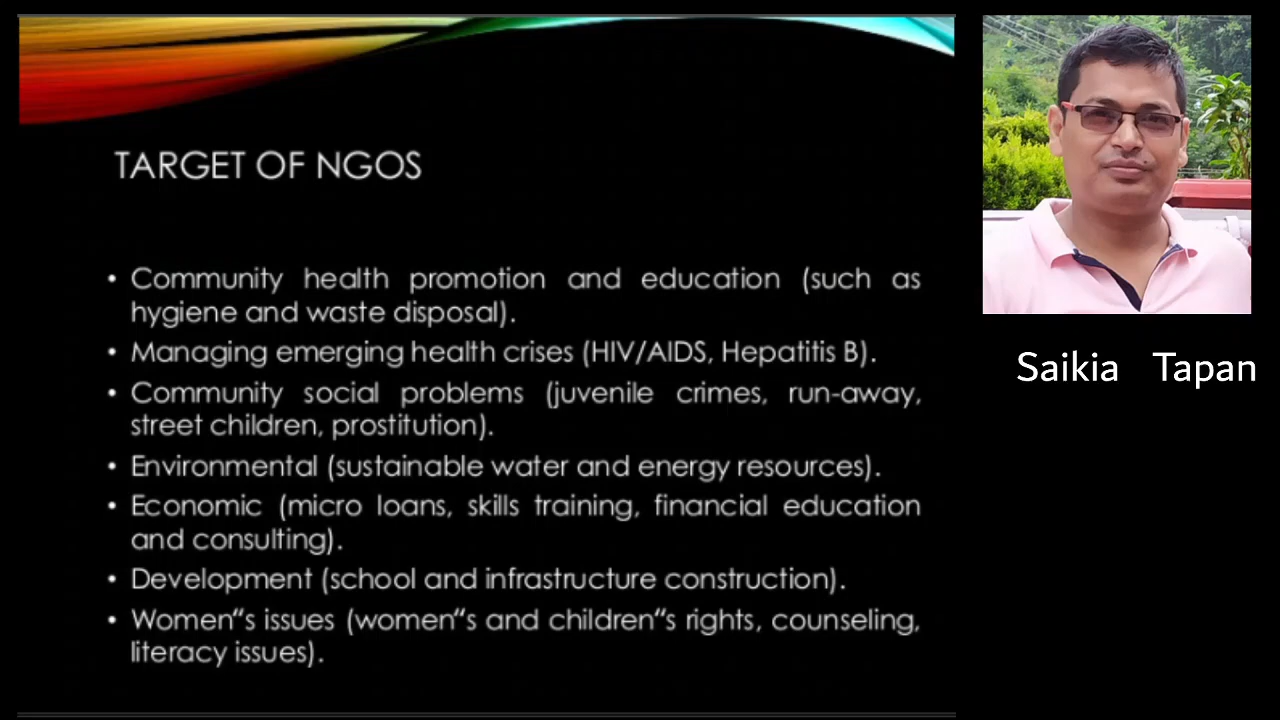 TARGET OF NGOS
• Community health promotion and education (such as
hygiene and waste disposal).
• Managing emerging health crises (HIV/AIDS, Hepatitis B).
• Community social problems (juvenile crimes, run-away,
street children, prostitution).
• Environmental (sustainable water and energy resources).
• Economic (micro loans, skills training, financial education
and consulting).
• Development (school and infrastructure construction).
• Women“s issues (women“s and children“s rights, counseling,
literacy issues).
Saikia Tapan